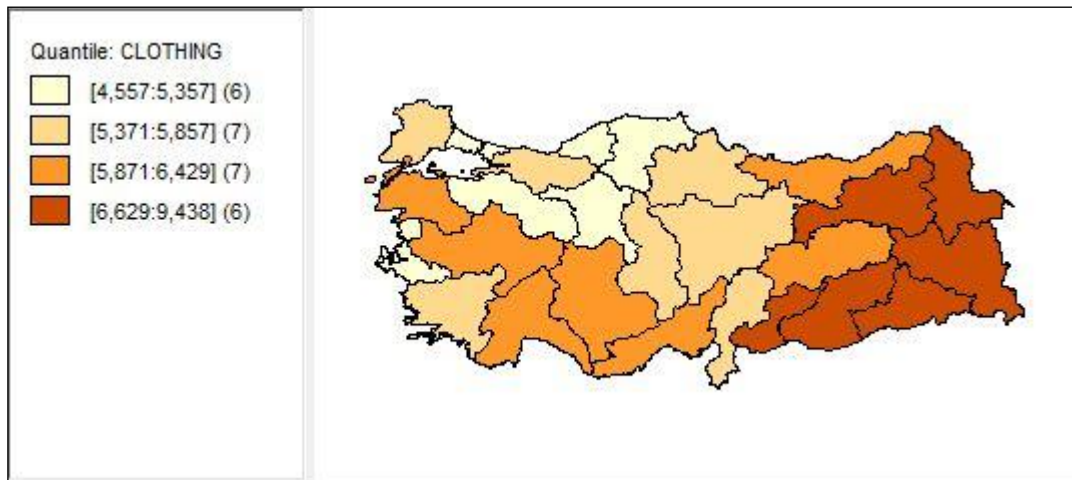 Quantile: CLOTHING
[4,557:5,357] (6)
[5,371:5,857] (7)
[5,871:6,429] (7)
[6,629:9,438] (6)